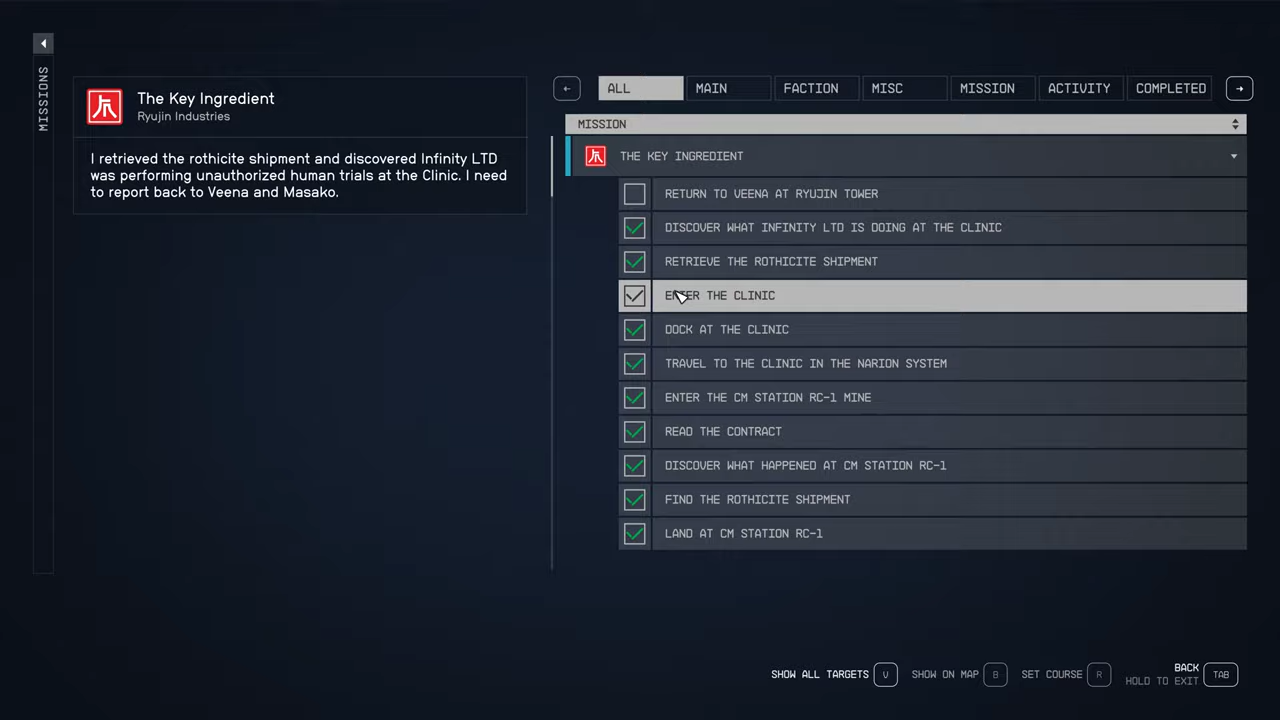 MISSIONS
The Key Ingredient
Ryujin Industries
I retrieved the rothicite shipment and discovered Infinity LTD
was performing unauthorized human trials at the Clinic. I need
to report back to Veena and Masako.
ALL MAIN FACTION MISC MISSION ACTIVITY COMPLETED
MISSION
THE KEY INGREDIENT
RETURN TO VEENA AT RYUJIN TOWER
DISCOVER WHAT INFINITY LTD IS DOING AT THE CLINIC
RETRIEVE THE ROTHICITE SHIPMENT
ENTER THE CLINIC
DOCK AT THE CLINIC
TRAVEL TO THE CLINIC IN THE NARION SYSTEM
ENTER THE CM STATION RC-1 MINE
READ THE CONTRACT
DISCOVER WHAT HAPPENED AT CM STATION RC-1
FIND THE ROTHICITE SHIPMENT
LAND AT CM STATION RC-1
SHOW ALL TARGETS V SHOW ON MAP B SET COURSE R BACK TAB
HOLD TO EXIT